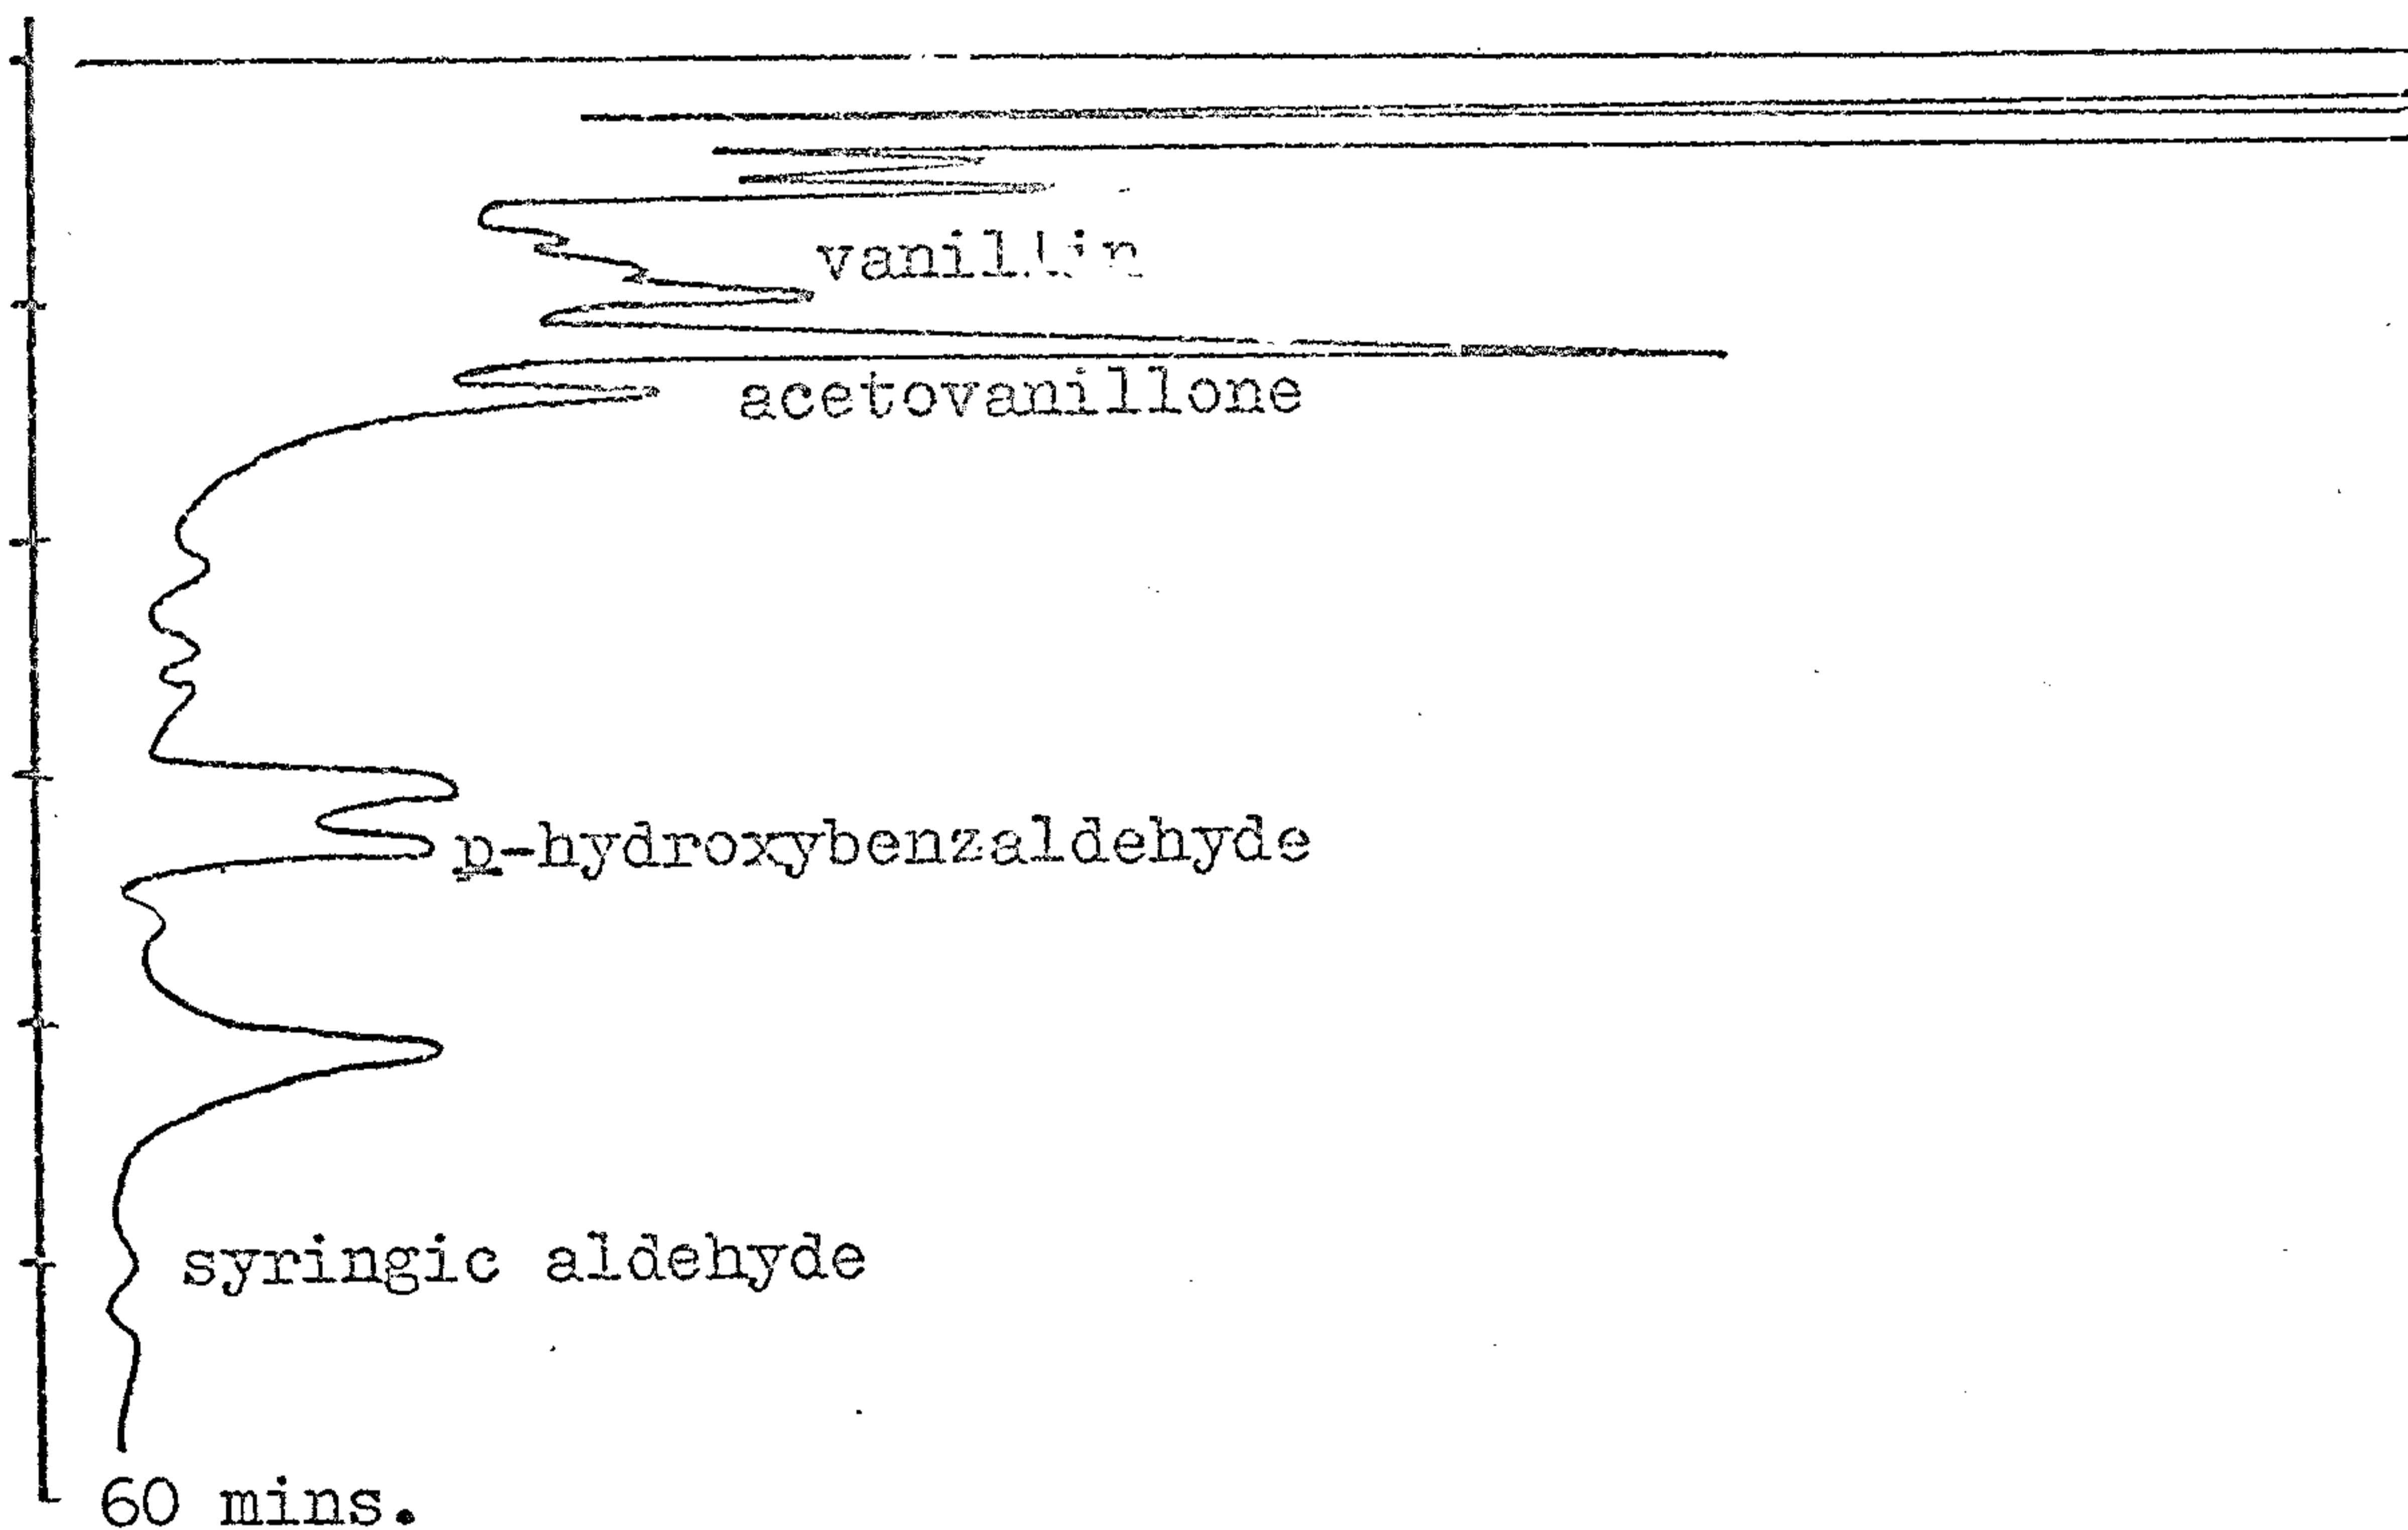 vanillin
acetovanillone
p-hydroxybenzaldehyde
syringic aldehyde
60 mins.